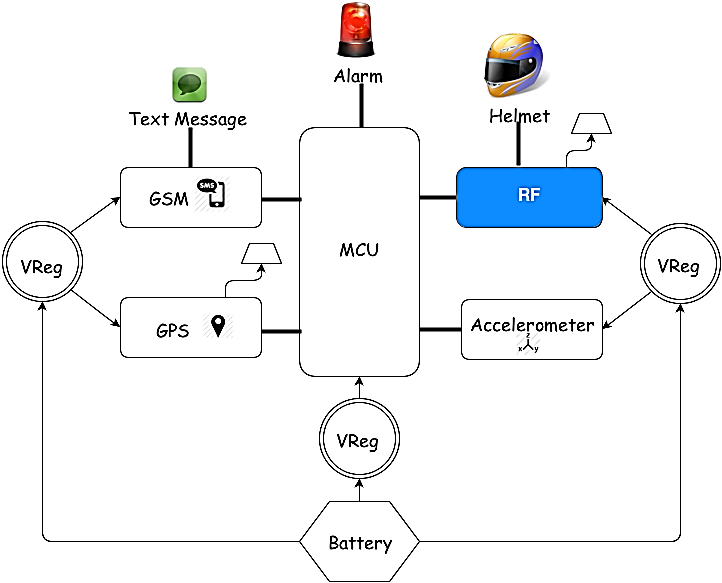 Alarm
Text Message
Helmet
GSM
SMS
RF
MCU
VReg
VReg
GPS
Accelerometer
z
x y
VReg
Battery